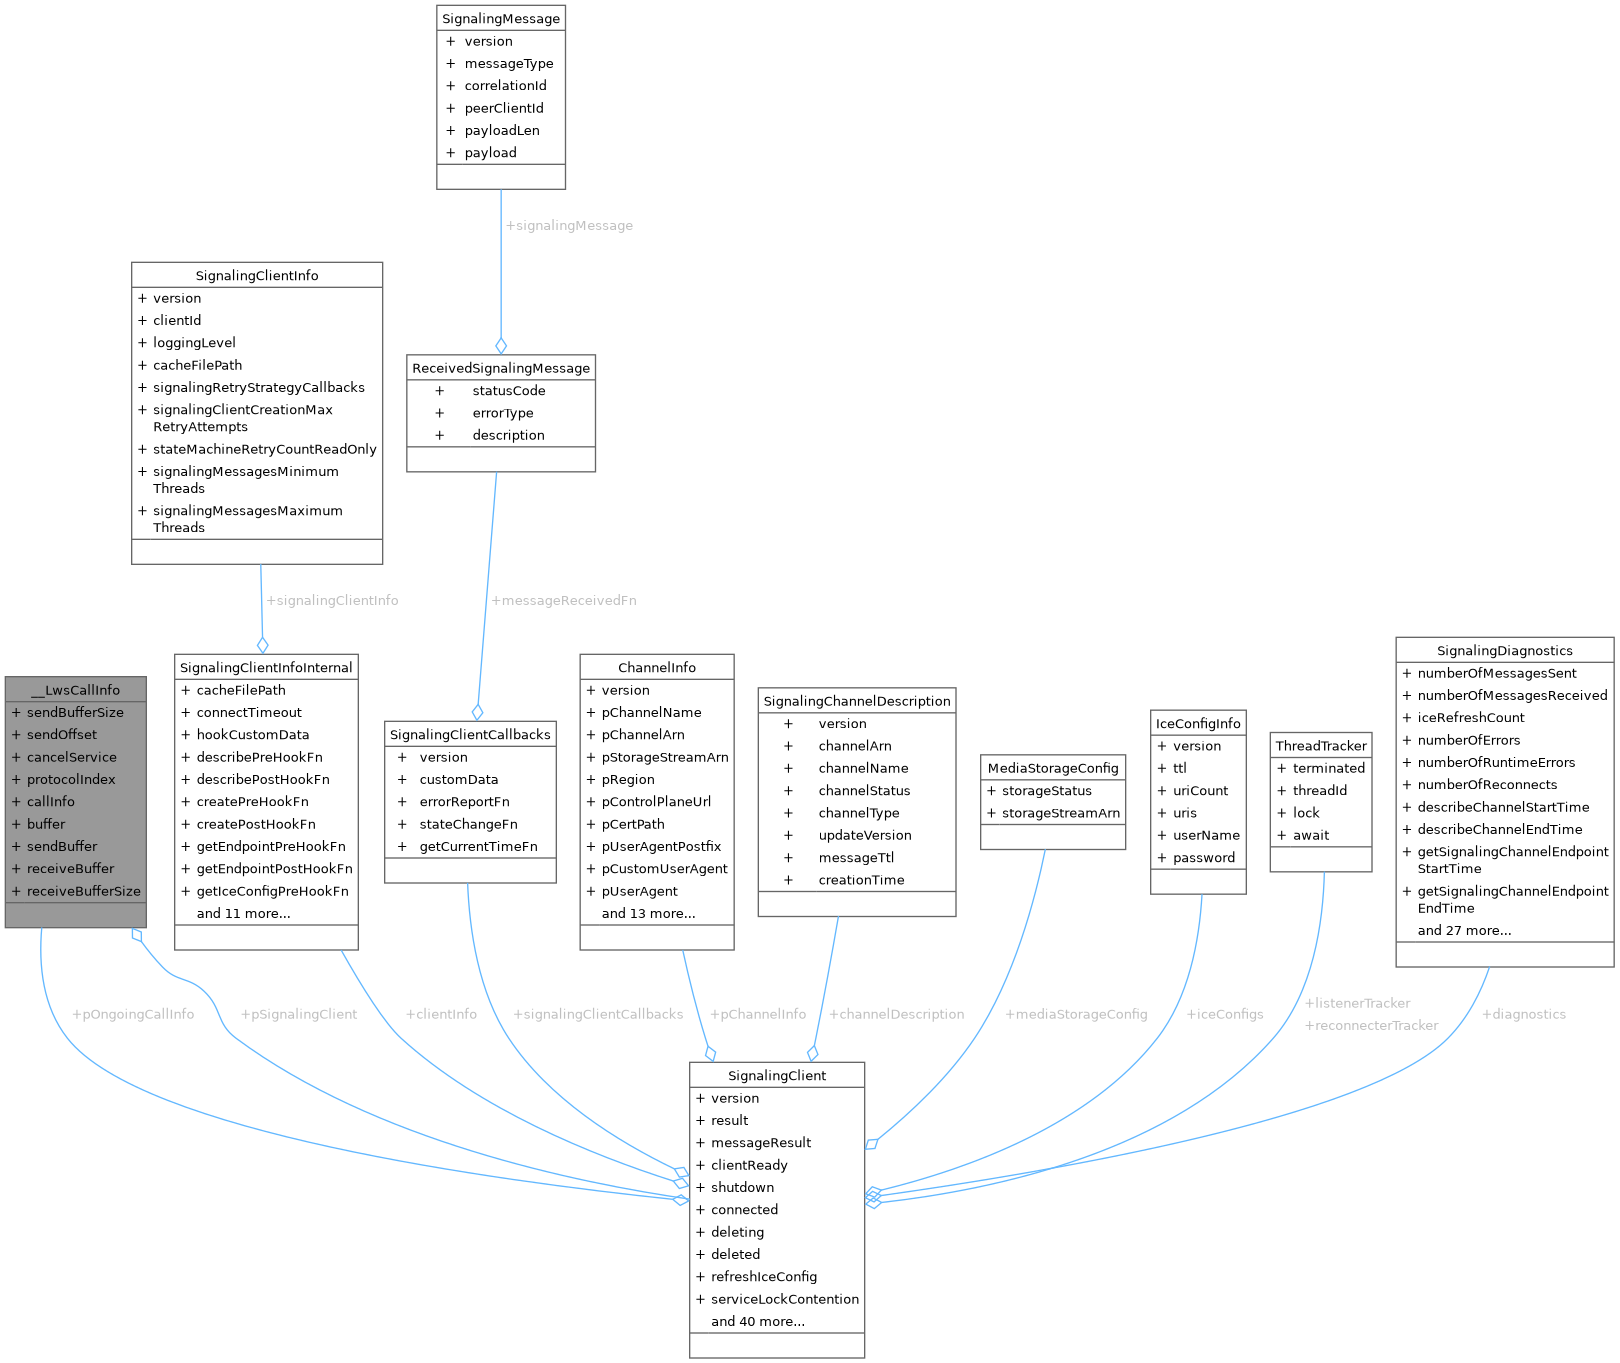 SignalingMessage
+ version
+ messageType
+ correlationId
+ peerClientId
+ payloadLen
+ payload
+signalingMessage
SignalingClientInfo
+ version
+ clientId
+ loggingLevel
+ cacheFilePath
+ signalingRetryStrategyCallbacks
+ signalingClientCreationMax
RetryAttempts
+ stateMachineRetryCountReadOnly
+ signalingMessagesMinimum
Threads
+ signalingMessagesMaximum
Threads
ReceivedSignalingMessage
+ statusCode
+ errorType
+ description
+signalingClientInfo
+messageReceivedFn
__LwsCallInfo
+ sendBufferSize
+ sendOffset
+ cancelService
+ protocolIndex
+ callInfo
+ buffer
+ sendBuffer
+ receiveBuffer
+ receiveBufferSize
SignalingClientInfoInternal
+ cacheFilePath
+ connectTimeout
+ hookCustomData
+ describePreHookFn
+ describePostHookFn
+ createPreHookFn
+ createPostHookFn
+ getEndpointPreHookFn
+ getEndpointPostHookFn
+ getIceConfigPreHookFn
and 11 more...
SignalingClientCallbacks
+ version
+ customData
+ errorReportFn
+ stateChangeFn
+ getCurrentTimeFn
ChannelInfo
+ version
+ pChannelName
+ pChannelArn
+ pStorageStreamArn
+ pRegion
+ pControlPlaneUrl
+ pCertPath
+ pUserAgentPostfix
+ pCustomUserAgent
+ pUserAgent
and 13 more...
SignalingChannelDescription
+ version
+ channelArn
+ channelName
+ channelStatus
+ channelType
+ updateVersion
+ messageTtl
+ creationTime
MediaStorageConfig
+ storageStatus
+ storageStreamArn
IceConfigInfo
+ version
+ ttl
+ uriCount
+ uris
+ userName
+ password
ThreadTracker
+ terminated
+ threadId
+ lock
+ await
SignalingDiagnostics
+ numberOfMessagesSent
+ numberOfMessagesReceived
+ iceRefreshCount
+ numberOfErrors
+ numberOfRuntimeErrors
+ numberOfReconnects
+ describeChannelStartTime
+ describeChannelEndTime
+ getSignalingChannelEndpoint
StartTime
+ getSignalingChannelEndpoint
EndTime
and 27 more...
+pOngoingCallInfo
+pSignalingClient
+clientInfo
+signalingClientCallbacks
+pChannelInfo
+channelDescription
+mediaStorageConfig
+iceConfigs
+listenerTracker
+reconnecterTracker
+diagnostics
SignalingClient
+ version
+ result
+ messageResult
+ clientReady
+ shutdown
+ connected
+ deleting
+ deleted
+ refreshIceConfig
+ serviceLockContention
and 40 more...